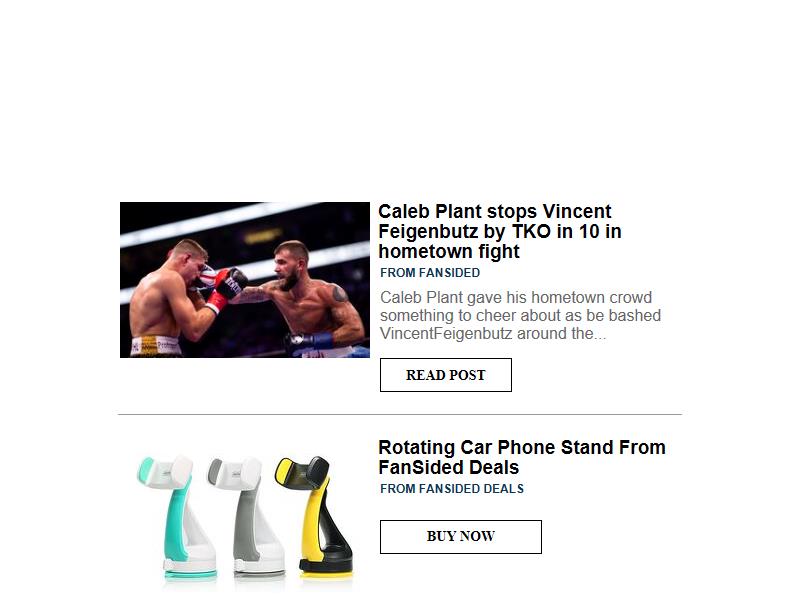 Caleb Plant stops Vincent
Feigenbutz by TKO in 10 in
hometown fight
FROM FANSIDED
Caleb Plant gave his hometown crowd
something to cheer about as be bashed
VincentFeigenbutz around the...
READ POST
Rotating Car Phone Stand From
FanSided Deals
FROM FANSIDED DEALS
BUY NOW